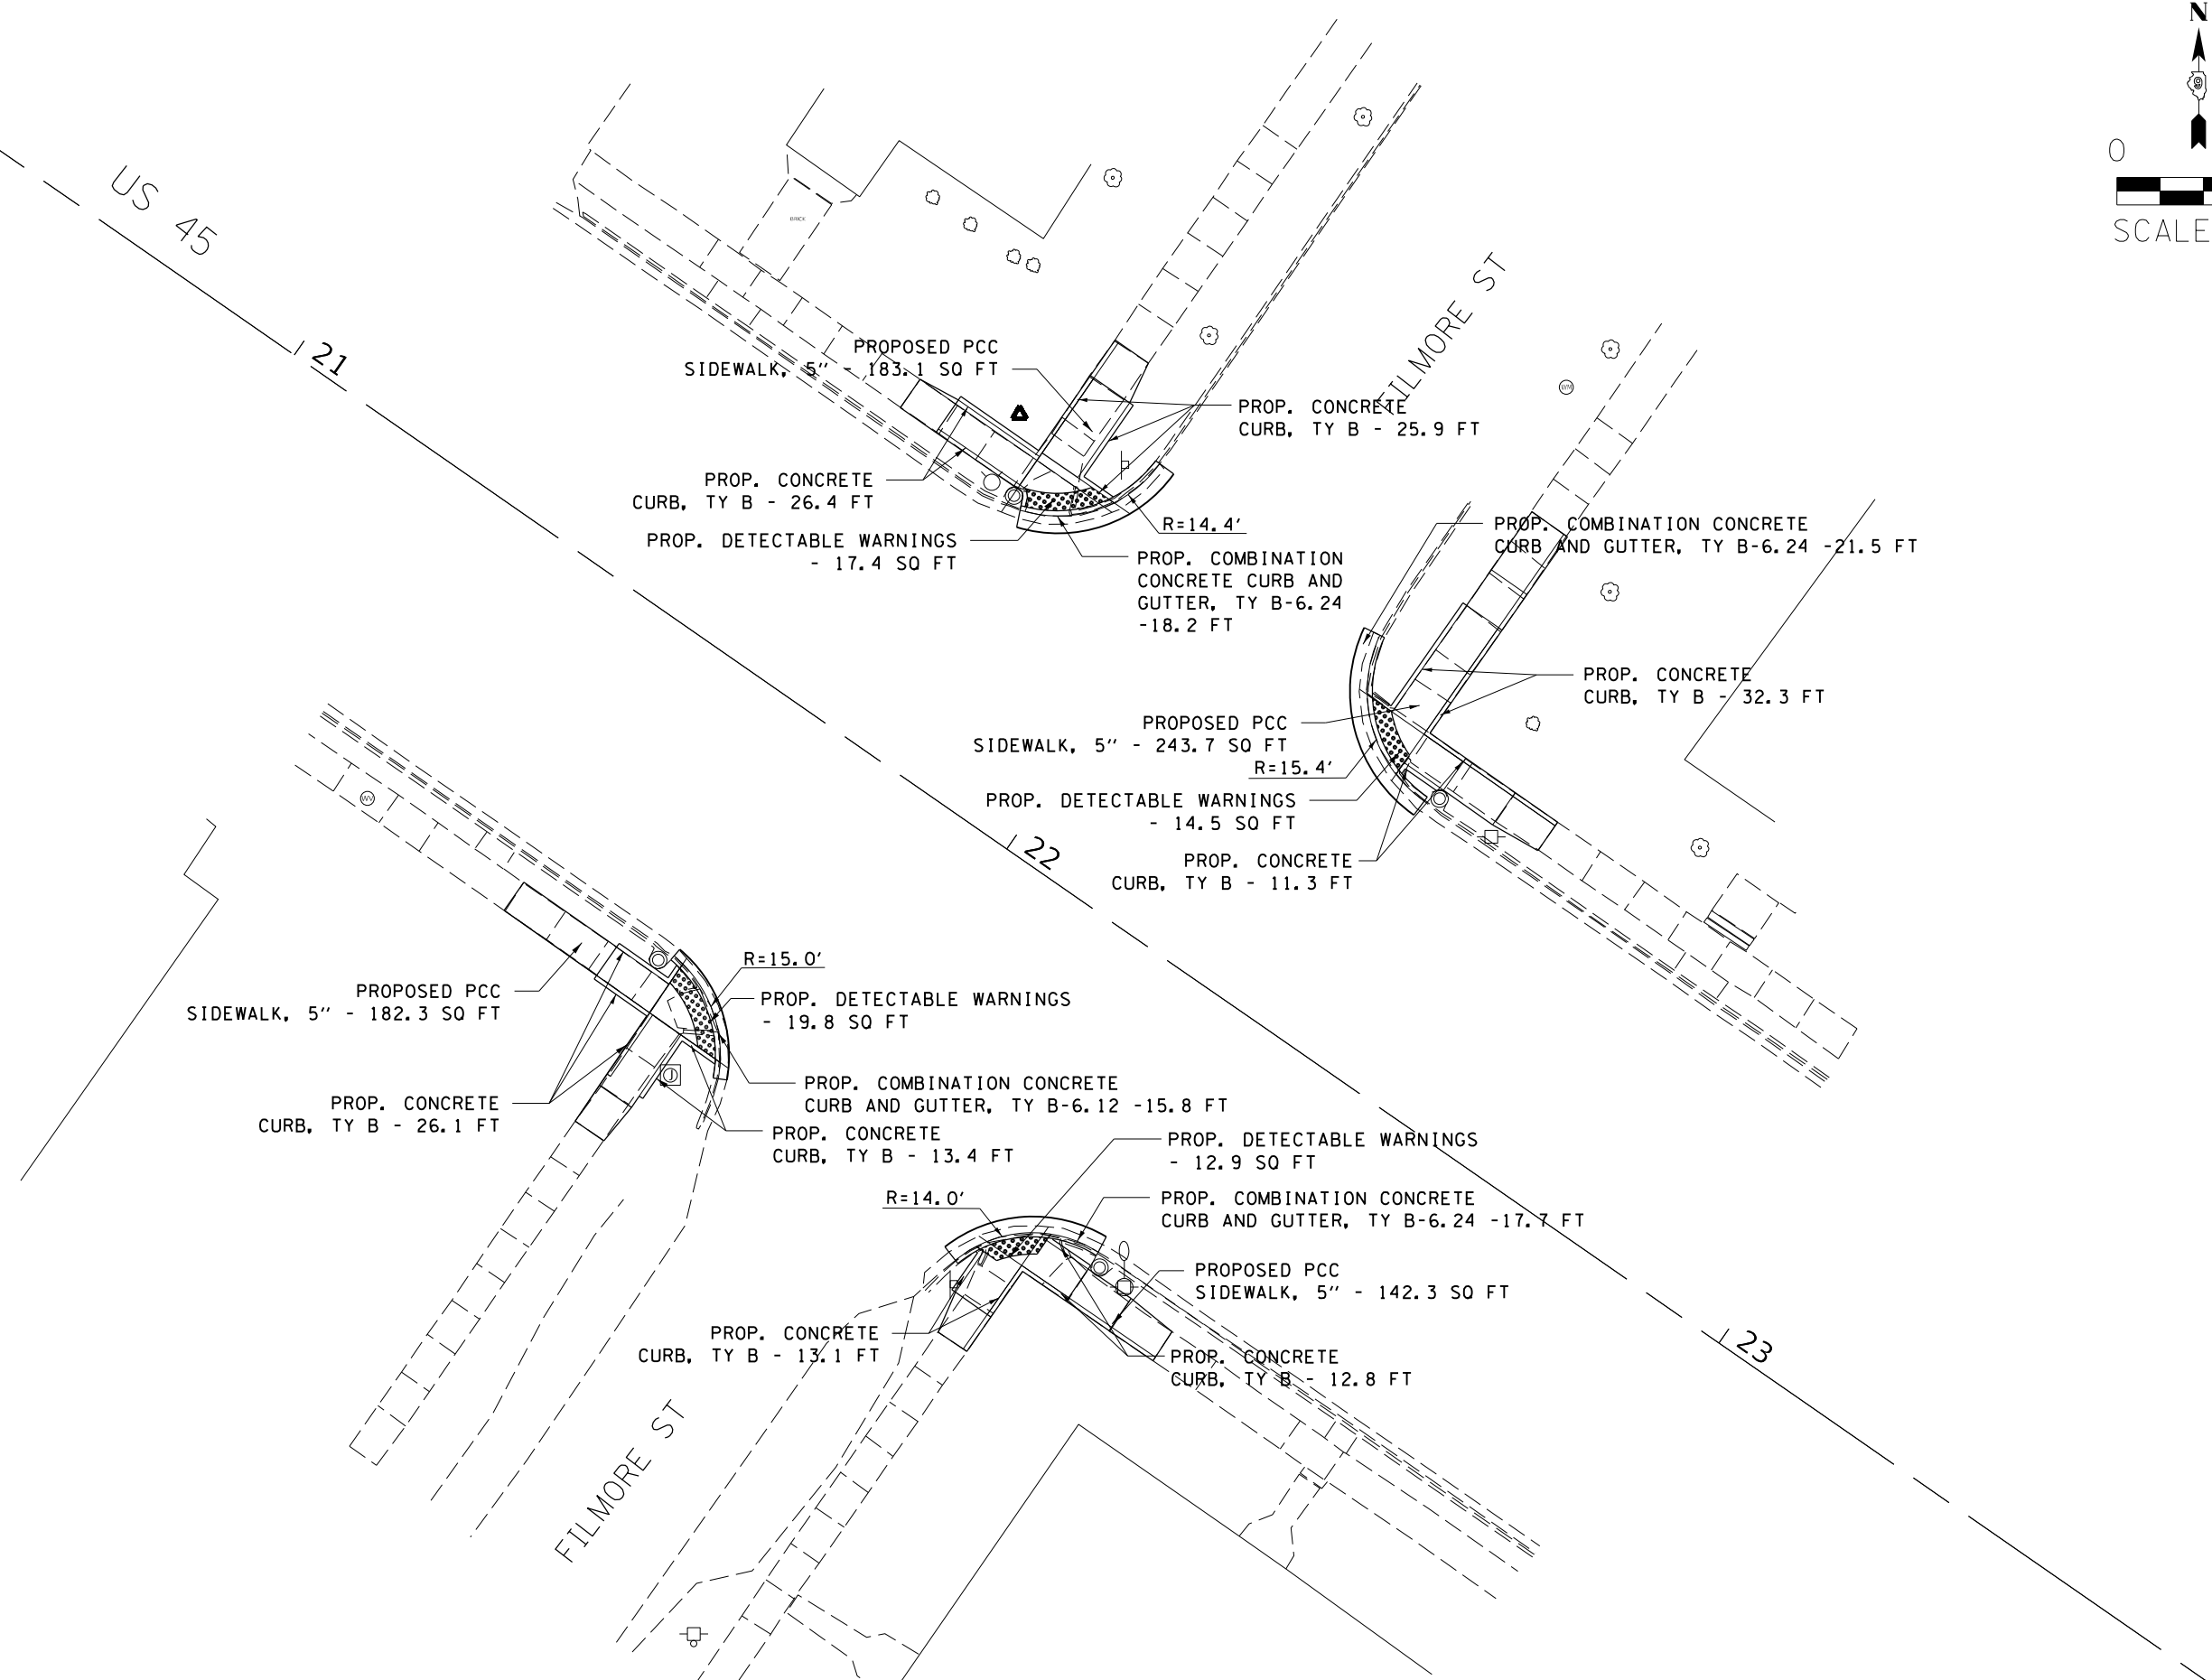 N
0
SCALE
US 45
21
BRICK
FILMORE ST
PROPOSED PCC
SIDEWALK, 5" - 183.1 SQ FT
PROP. CONCRETE
CURB, TY B - 25.9 FT
WM
PROP. CONCRETE
CURB, TY B - 26.4 FT
PROP. DETECTABLE WARNINGS
- 17.4 SQ FT
R=14.4'
PROP. COMBINATION
CONCRETE CURB AND
GUTTER, TY B-6.24
-18.2 FT
PROP. COMBINATION CONCRETE
CURB AND GUTTER, TY B-6.24 -21.5 FT
PROP. CONCRETE
CURB, TY B - 32.3 FT
PROPOSED PCC
SIDEWALK, 5" - 243.7 SQ FT
R=15.4'
PROP. DETECTABLE WARNINGS
- 14.5 SQ FT
PROP. CONCRETE
CURB, TY B - 11.3 FT
22
WV
R=15.0'
PROPOSED PCC
SIDEWALK, 5" - 182.3 SQ FT
PROP. DETECTABLE WARNINGS
- 19.8 SQ FT
PROP. COMBINATION CONCRETE
CURB AND GUTTER, TY B-6.12 -15.8 FT
PROP. CONCRETE
CURB, TY B - 26.1 FT
PROP. CONCRETE
CURB, TY B - 13.4 FT
PROP. DETECTABLE WARNINGS
- 12.9 SQ FT
R=14.0'
PROP. COMBINATION CONCRETE
CURB AND GUTTER, TY B-6.24 -17.7 FT
PROPOSED PCC
SIDEWALK, 5" - 142.3 SQ FT
PROP. CONCRETE
CURB, TY B - 13.1 FT
PROP. CONCRETE
CURB, TY B - 12.8 FT
23
FILMORE ST